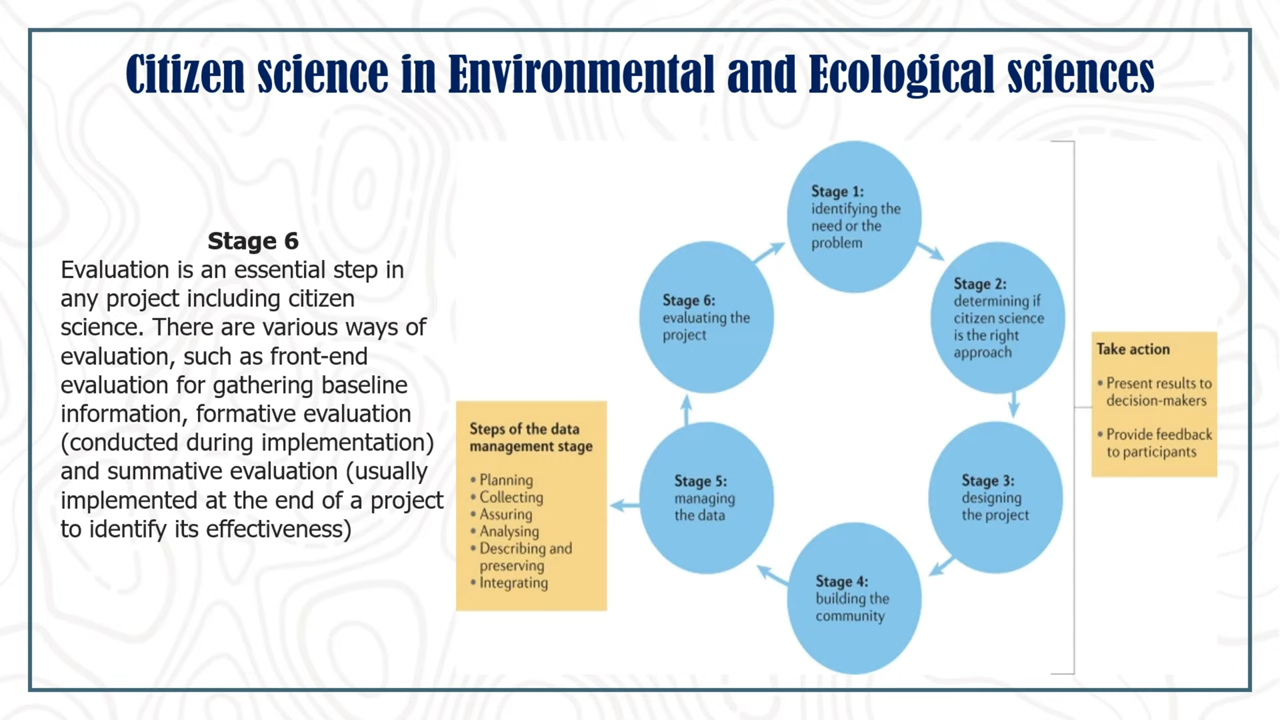 Citizen science in Environmental and Ecological sciences
Stage 6
Evaluation is an essential step in
any project including citizen
science. There are various ways of
evaluation, such as front-end
evaluation for gathering baseline
information, formative evaluation
(conducted during implementation)
and summative evaluation (usually
implemented at the end of a project
to identify its effectiveness)
Stage 1:
identifying the
need or the
problem
Stage 2:
determining if
citizen science
is the right
approach
Stage 3:
designing
the project
Stage 4:
building the
community
Stage 5:
managing
the data
Stage 6:
evaluating the
project
Steps of the data
management stage
• Planning
• Collecting
• Assuring
• Analysing
• Describing and
preserving
• Integrating
Take action
• Present results to
decision-makers
• Provide feedback
to participants